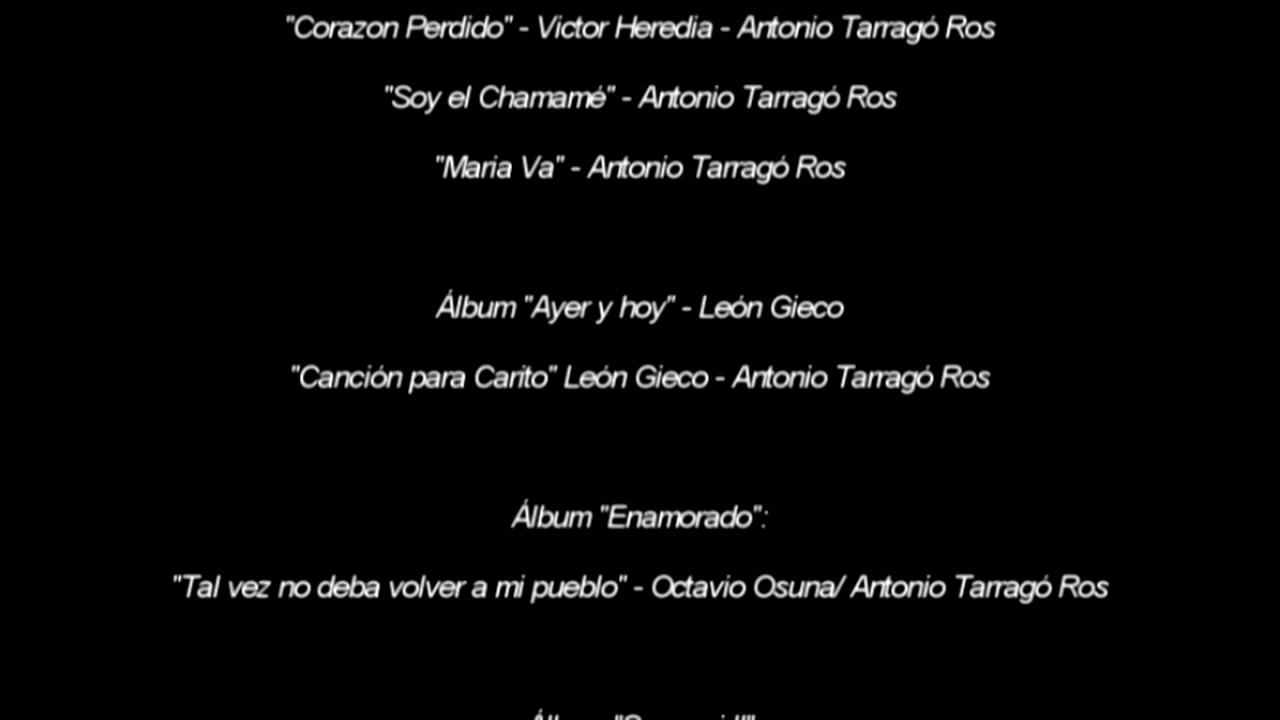 "Corazon Perdido" - Victor Heredia - Antonio Tarragó Ros
"Soy el Chamamé" - Antonio Tarragó Ros
"Maria Va" - Antonio Tarragó Ros
Álbum "Ayer y hoy" - León Gieco
"Canción para Carito" León Gieco - Antonio Tarragó Ros
Álbum "Enamorado":
"Tal vez no deba volver a mi pueblo" - Octavio Osuna/ Antonio Tarragó Ros
Álbum